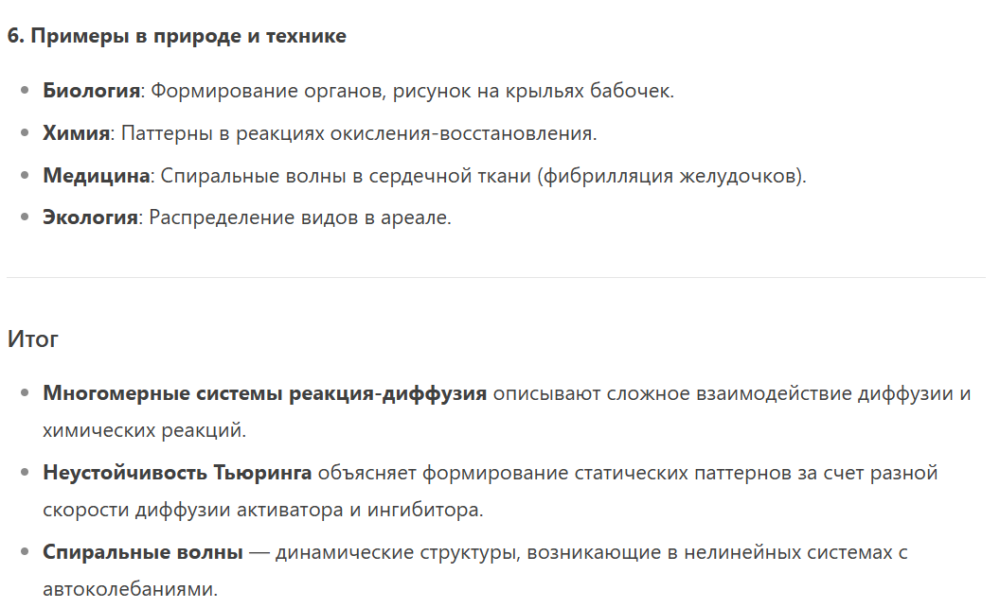 6. Примеры в природе и технике
Биология: Формирование органов, рисунок на крыльях бабочек.
Химия: Паттерны в реакциях окисления-восстановления.
Медицина: Спиральные волны в сердечной ткани (фибрилляция желудочков).
Экология: Распределение видов в ареале.
Итог
Многомерные системы реакция-диффузия описывают сложное взаимодействие диффузии и
химических реакций.
Неустойчивость Тьюринга объясняет формирование статических паттернов за счет разной
скорости диффузии активатора и ингибитора.
Спиральные волны — динамические структуры, возникающие в нелинейных системах с
автоколебаниями.